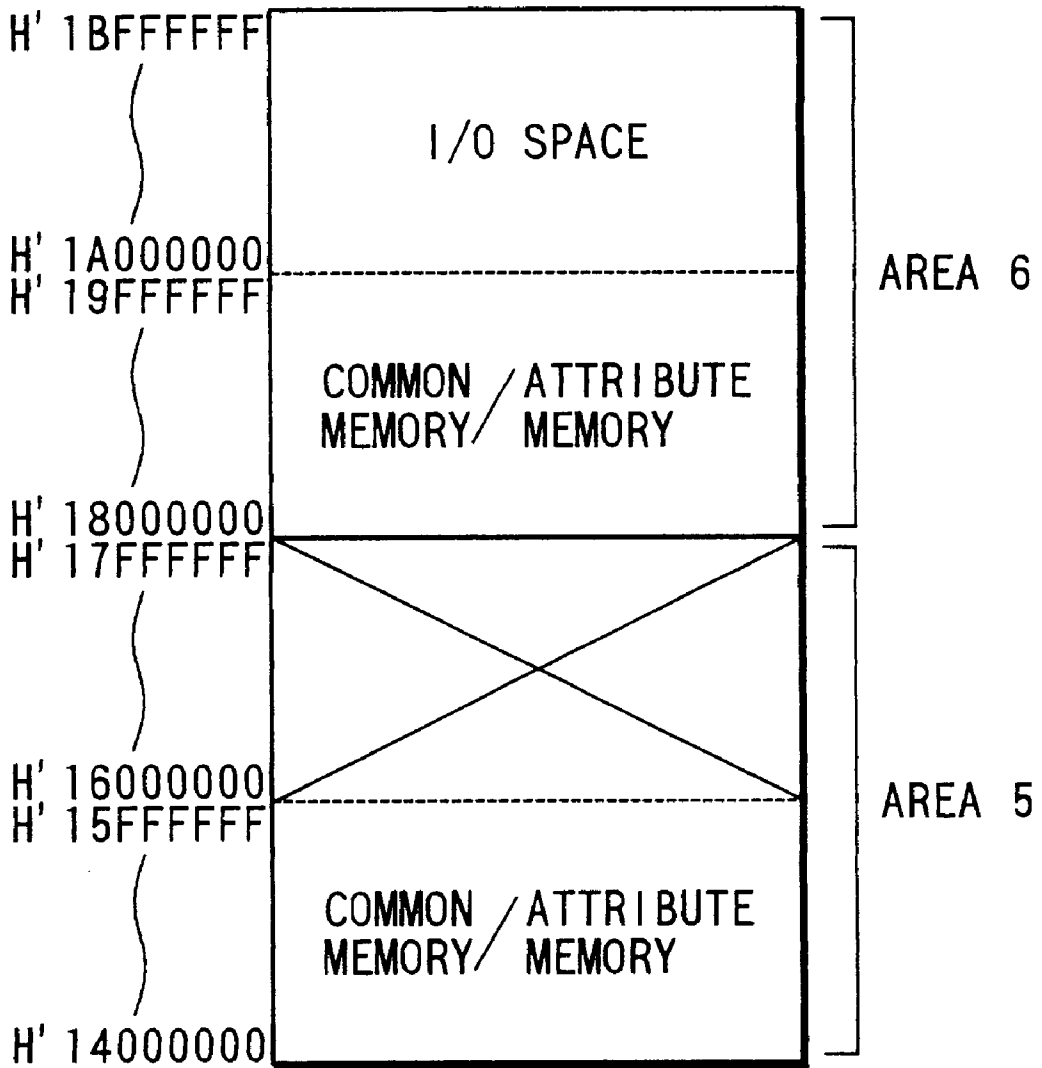 H' 1BFFFFFF
I/O SPACE
H' 1A000000
H' 19FFFFFF
AREA 6
COMMON / ATTRIBUTE
MEMORY / MEMORY
H' 18000000
H' 17FFFFFF
H' 16000000
H' 15FFFFFF
AREA 5
COMMON / ATTRIBUTE
MEMORY / MEMORY
H' 14000000